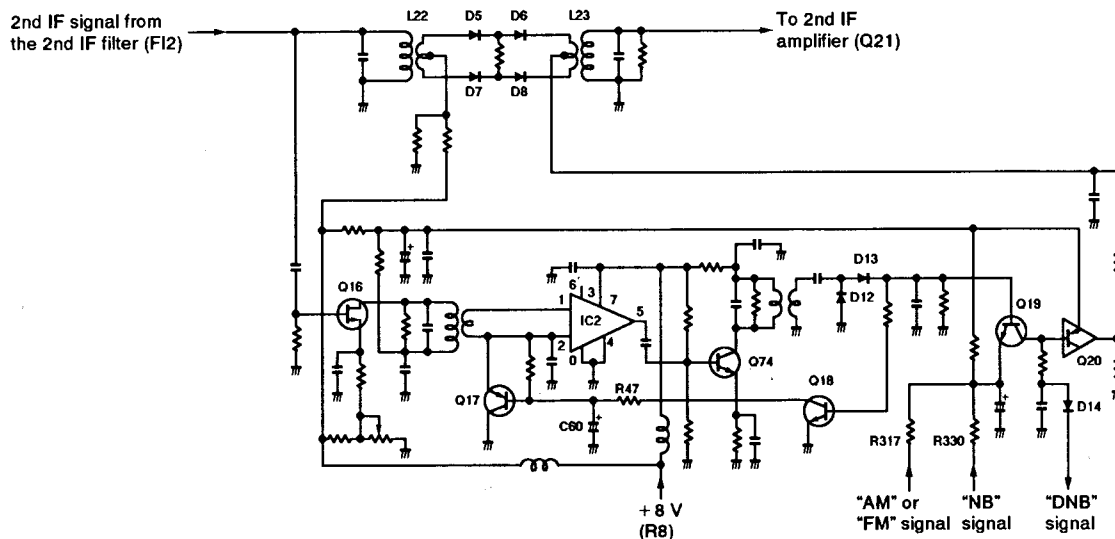 2nd IF signal from
the 2nd IF filter (FI2)
L22
D5
D6
L23
To 2nd IF
amplifier (Q21)
D7
D8
Q16
1
2
6
3
7
IC2
5
0
4
D13
D12
Q19
Q20
Q74
Q17
R47
C60
+
Q18
+
+
D14
R317
R330
+ 8 V
(R8)
"AM" or
"FM" signal
"NB"
signal
"DNB"
signal